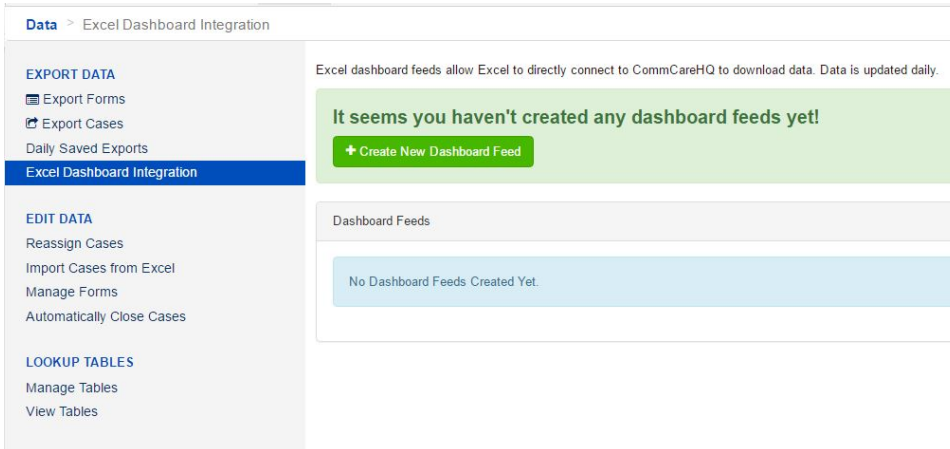 Data > Excel Dashboard Integration
EXPORT DATA
Export Forms
Export Cases
Daily Saved Exports
Excel Dashboard Integration
EDIT DATA
Reassign Cases
Import Cases from Excel
Manage Forms
Automatically Close Cases
LOOKUP TABLES
Manage Tables
View Tables
Excel dashboard feeds allow Excel to directly connect to CommCareHQ to download data. Data is updated daily.
It seems you haven't created any dashboard feeds yet!
+ Create New Dashboard Feed
Dashboard Feeds
No Dashboard Feeds Created Yet.